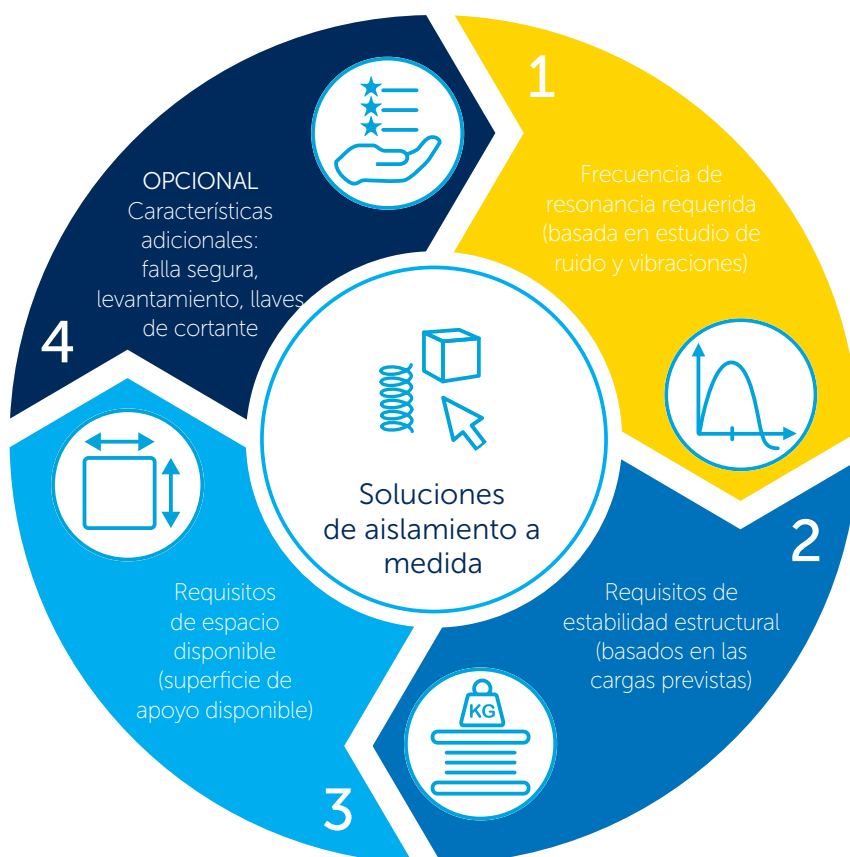 1
Frecuencia de
resonancia requerida
(basada en estudio de
ruido y vibraciones)
2
Requisitos de
estabilidad estructural
(basados en las
cargas previstas)
KG
3
Requisitos
de espacio
disponible
(superficie de
apoyo disponible)
4
OPCIONAL
Características
adicionales:
falla segura,
levantamiento, llaves
de cortante
Soluciones
de aislamiento a
medida